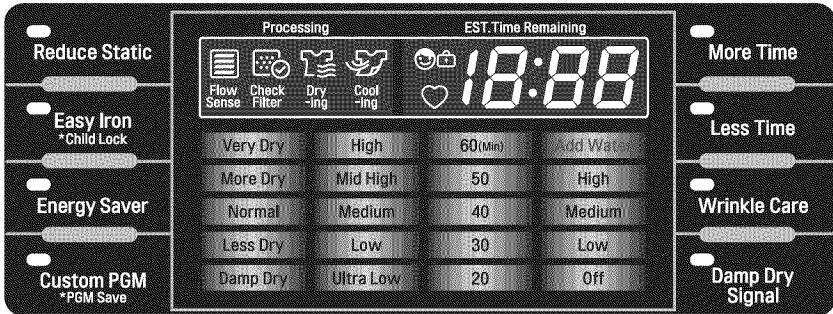 Processing
EST.Time Remaining
18:88
Flow
Sense
Check
Filter
Dry
-ing
Cool
-ing
Reduce Static
Easy Iron
*Child Lock
Energy Saver
Custom PGM
*PGM Save
Very Dry High 60(Min) Add Water
More Dry Mid High 50 High
Normal Medium 40 Medium
Less Dry Low 30 Low
Damp Dry Ultra Low 20 Off
More Time
Less Time
Wrinkle Care
Damp Dry
Signal